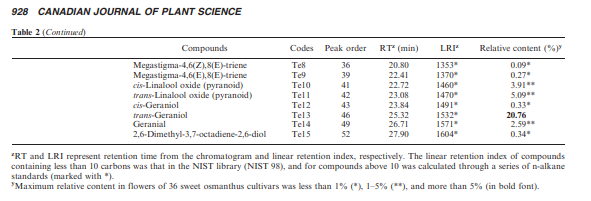 928 CANADIAN JOURNAL OF PLANT SCIENCE
Table 2 (Continued)
Compounds Codes Peak order RTᶻ (min) LRIᶻ Relative content (%)ʸ
Megastigma-4,6(Z),8(E)-triene Te8 36 20.80 1353* 0.09*
Megastigma-4,6(E),8(E)-triene Te9 39 22.41 1370* 0.27*
cis-Linalool oxide (pyranoid) Te10 41 22.72 1460* 3.91**
trans-Linalool oxide (pyranoid) Te11 42 23.08 1470* 5.09**
cis-Geraniol Te12 43 23.84 1491* 0.33*
trans-Geraniol Te13 46 25.32 1532* 20.76
Geranial Te14 49 26.71 1571* 2.59**
2,6-Dimethyl-3,7-octadiene-2,6-diol Te15 52 27.90 1604* 0.34*
ᶻRT and LRI represent retention time from the chromatogram and linear retention index, respectively. The linear retention index of compounds
containing less than 10 carbons was that in the NIST library (NIST 98), and for compounds above 10 was calculated through a series of n-alkane
standards (marked with *).
ʸMaximum relative content in flowers of 36 sweet osmanthus cultivars was less than 1% (*), 1–5% (**), and more than 5% (in bold font).